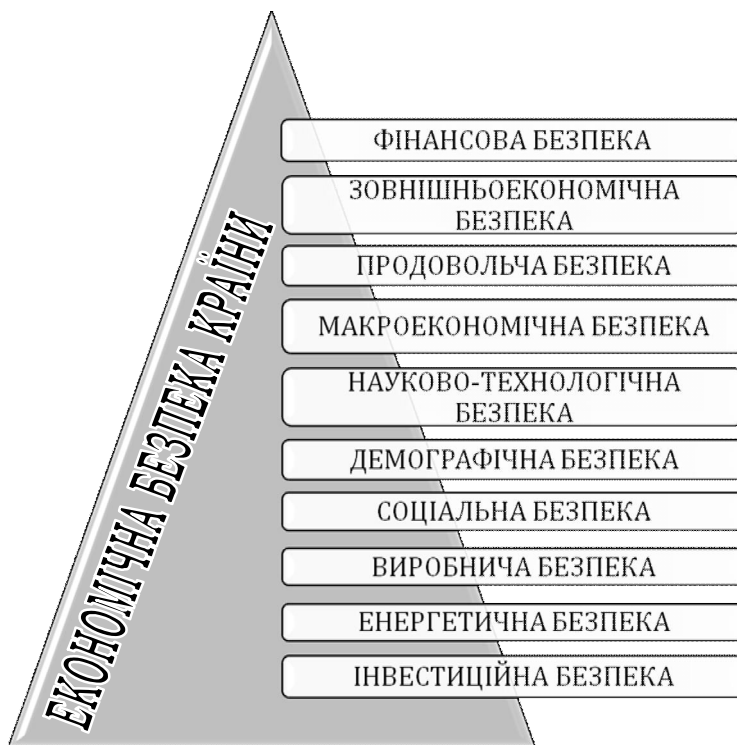 ЕКОНОМІЧНА БЕЗПЕКА КРАЇНИ
ФІНАНСОВА БЕЗПЕКА
ЗОВНІШНЬОЕКОНОМІЧНА
БЕЗПЕКА
ПРОДОВОЛЬЧА БЕЗПЕКА
МАКРОЕКОНОМІЧНА БЕЗПЕКА
НАУКОВО-ТЕХНОЛОГІЧНА
БЕЗПЕКА
ДЕМОГРАФІЧНА БЕЗПЕКА
СОЦІАЛЬНА БЕЗПЕКА
ВИРОБНИЧА БЕЗПЕКА
ЕНЕРГЕТИЧНА БЕЗПЕКА
ІНВЕСТИЦІЙНА БЕЗПЕКА